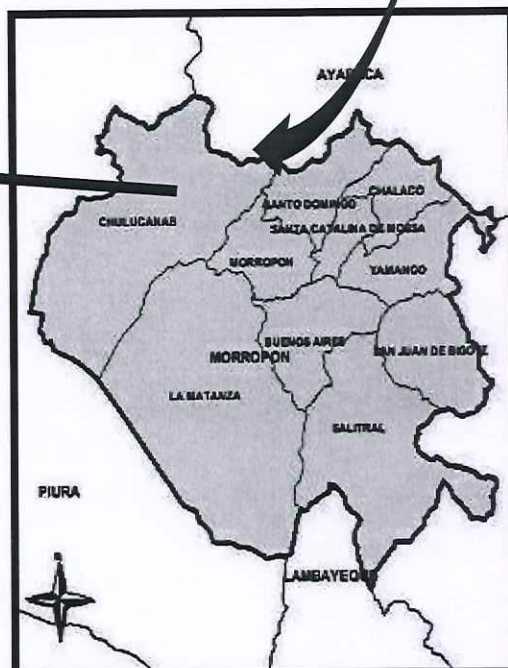 AYABACA
CHALACO
SANTO DOMINGO
CHULUCANAS
SANTA CATALINA DE MOSSA
MORROPON
YAMANGO
BUENOS AIRES
SAN JUAN DE BIGOTE
MORROPON
LA MATANZA
SALITRAL
PIURA
N
LAMBAYEQUE